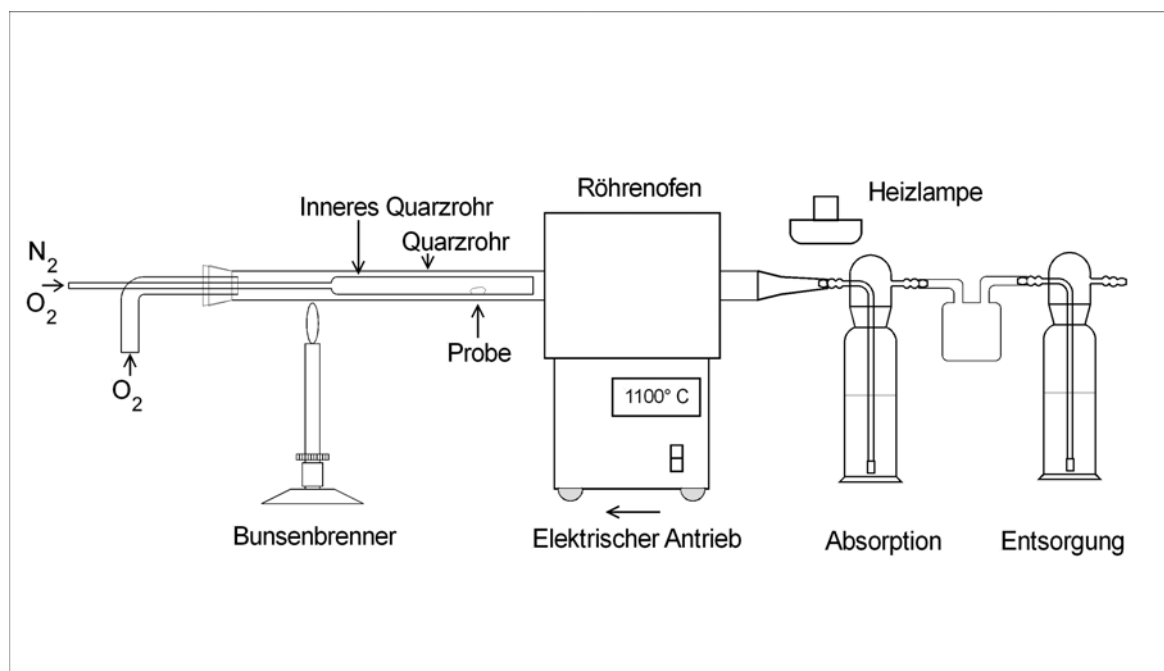 Röhrenofen
Heizlampe
Inneres Quarzrohr
Quarzrohr
N2
O2
O2
Probe
1100° C
Bunsenbrenner
Elektrischer Antrieb
Absorption
Entsorgung